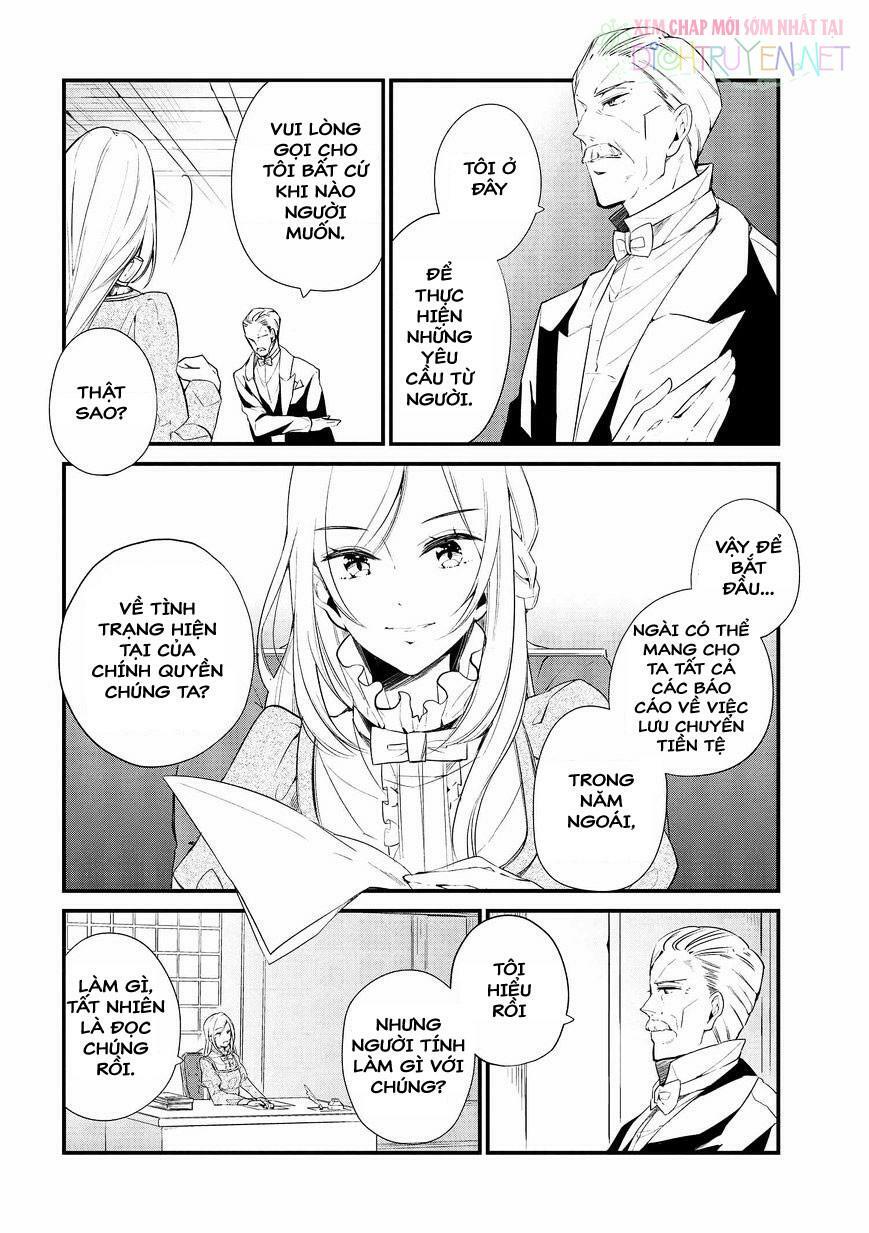 XEM CHAP MỚI SỚM NHẤT TẠI
DICHTRUYEN.NET
TÔI Ở
ĐÂY
ĐỂ
THỰC
HIỆN
NHỮNG
YÊU
CẦU TỪ
NGƯỜI.
VUI LÒNG
GỌI CHO
TÔI BẤT CỨ
KHI NÀO
NGƯỜI
MUỐN.
THẬT
SAO?
VẬY ĐỂ
BẮT
ĐẦU...
NGÀI CÓ THỂ
MANG CHO
TA TẤT CẢ
CÁC BÁO
CÁO VỀ VIỆC
LƯU CHUYỂN
TIỀN TỆ
TRONG
NĂM
NGOÁI,
VỀ TÌNH
TRẠNG HIỆN
TẠI CỦA
CHÍNH QUYỀN
CHÚNG TA?
TÔI
HIỂU
RỒI
NHƯNG
NGƯỜI TÍNH
LÀM GÌ VỚI
CHÚNG?
LÀM GÌ,
TẤT NHIÊN
LÀ ĐỌC
CHÚNG
RỒI.